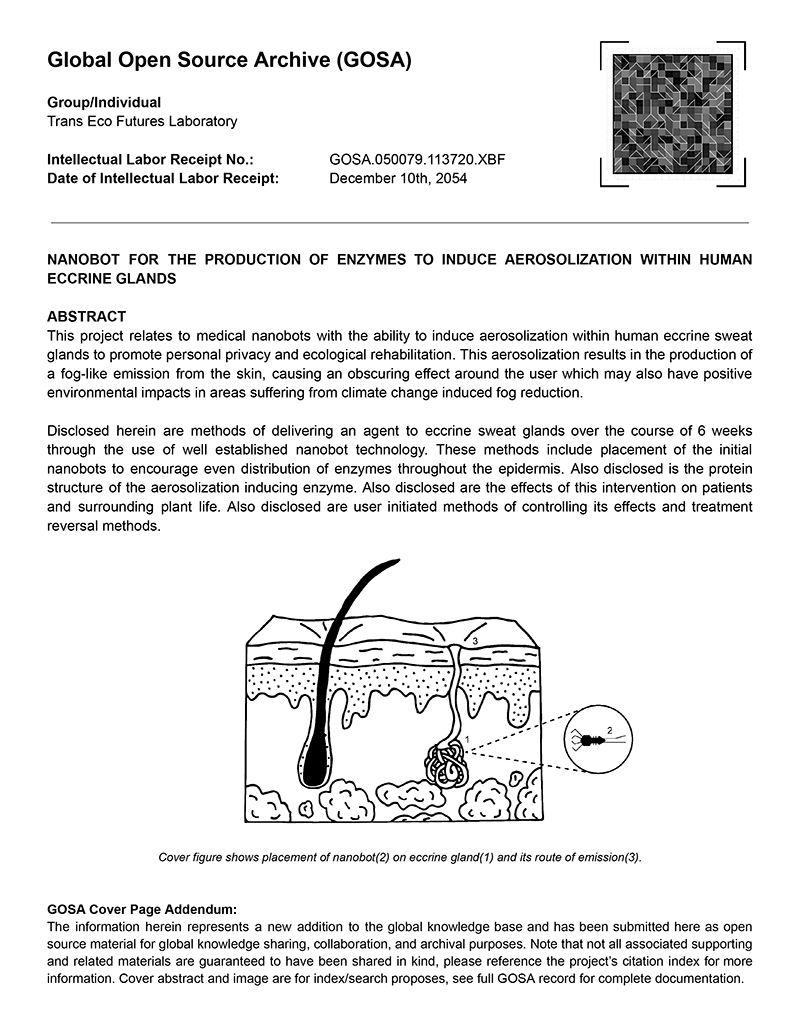 Global Open Source Archive (GOSA)
Group/Individual
Trans Eco Futures Laboratory
Intellectual Labor Receipt No.: GOSA.050079.113720.XBF
Date of Intellectual Labor Receipt: December 10th, 2054
NANOBOT FOR THE PRODUCTION OF ENZYMES TO INDUCE AEROSOLIZATION WITHIN HUMAN
ECCRINE GLANDS
ABSTRACT
This project relates to medical nanobots with the ability to induce aerosolization within human eccrine sweat
glands to promote personal privacy and ecological rehabilitation. This aerosolization results in the production of
a fog-like emission from the skin, causing an obscuring effect around the user which may also have positive
environmental impacts in areas suffering from climate change induced fog reduction.
Disclosed herein are methods of delivering an agent to eccrine sweat glands over the course of 6 weeks
through the use of well established nanobot technology. These methods include placement of the initial
nanobots to encourage even distribution of enzymes throughout the epidermis. Also disclosed is the protein
structure of the aerosolization inducing enzyme. Also disclosed are the effects of this intervention on patients
and surrounding plant life. Also disclosed are user initiated methods of controlling its effects and treatment
reversal methods.
3
2
1
Cover figure shows placement of nanobot(2) on eccrine gland(1) and its route of emission(3).
GOSA Cover Page Addendum:
The information herein represents a new addition to the global knowledge base and has been submitted here as open
source material for global knowledge sharing, collaboration, and archival purposes. Note that not all associated supporting
and related materials are guaranteed to have been shared in kind, please reference the project's citation index for more
information. Cover abstract and image are for index/search proposes, see full GOSA record for complete documentation.